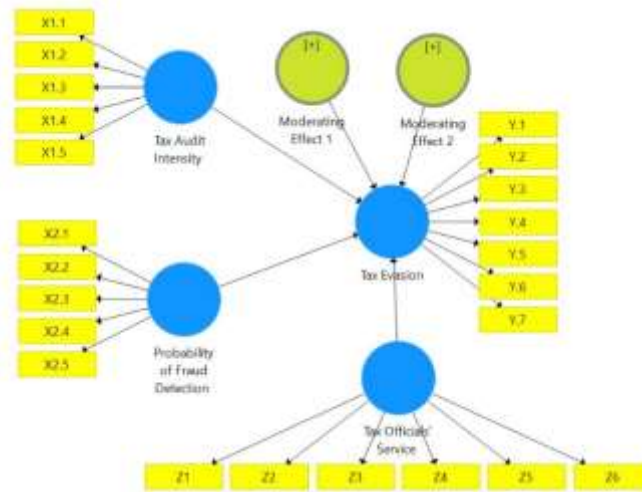 X1.1
X1.2
X1.3
X1.4
X1.5
Tax Audit
Intensity
[+]
Moderating
Effect 1
[+]
Moderating
Effect 2
Y.1
Y.2
Y.3
Y.4
Y.5
Y.6
Y.7
Tax Evasion
X2.1
X2.2
X2.3
X2.4
X2.5
Probability
of Fraud
Detection
Tax Officials'
Service
Z1
Z2
Z3
Z4
Z5
Z6